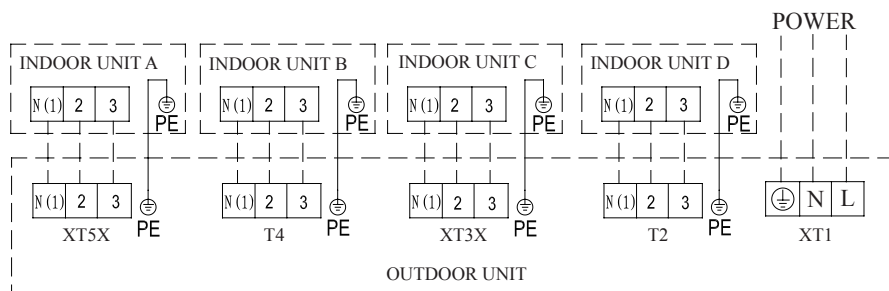 POWER
INDOOR UNIT A
INDOOR UNIT B
INDOOR UNIT C
INDOOR UNIT D
N (1) 2 3
PE
N (1) 2 3
PE
N (1) 2 3
PE
N (1) 2 3
PE
N (1) 2 3
PE
N (1) 2 3
PE
N (1) 2 3
PE
N (1) 2 3
PE
N L
XT5X
T4
XT3X
T2
XT1
OUTDOOR UNIT